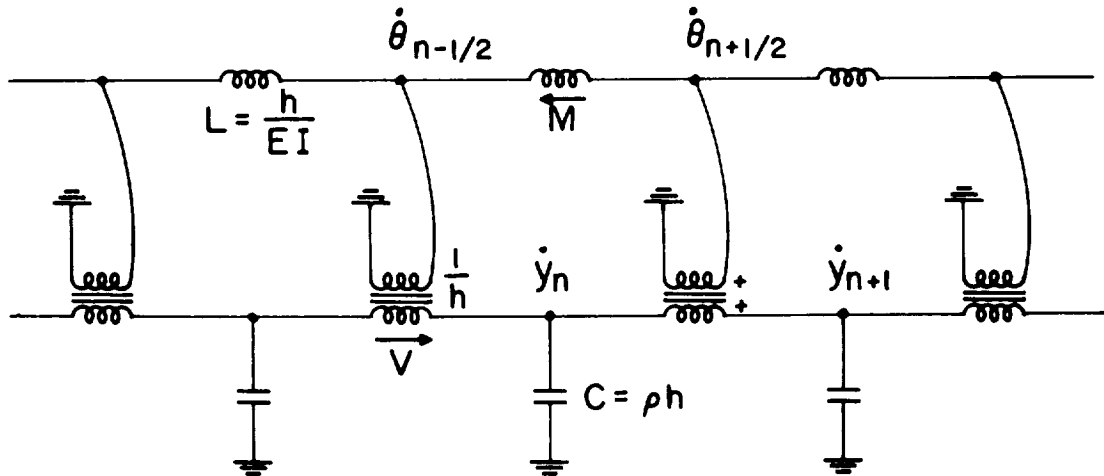 θ̇n-1/2
θ̇n+1/2
L = h/EI
M
1/h
ẏn
+
+
ẏn+1
V
C = ρh